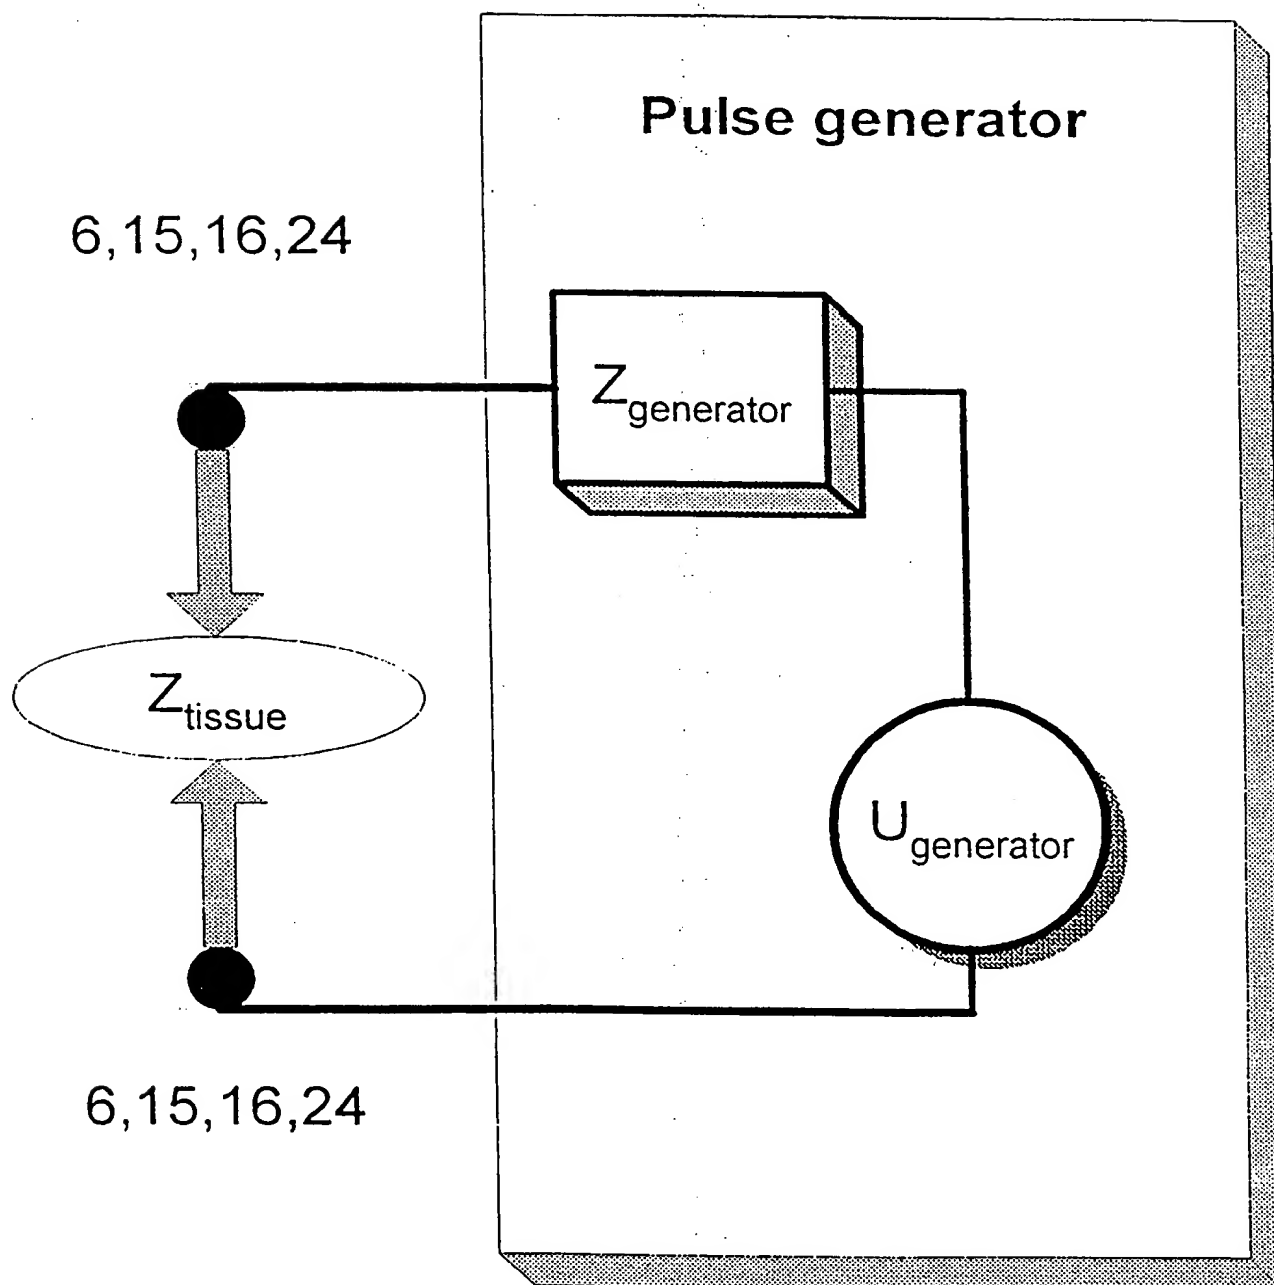 Pulse generator
6,15,16,24
Zgenerator
Ztissue
Ugenerator
6,15,16,24